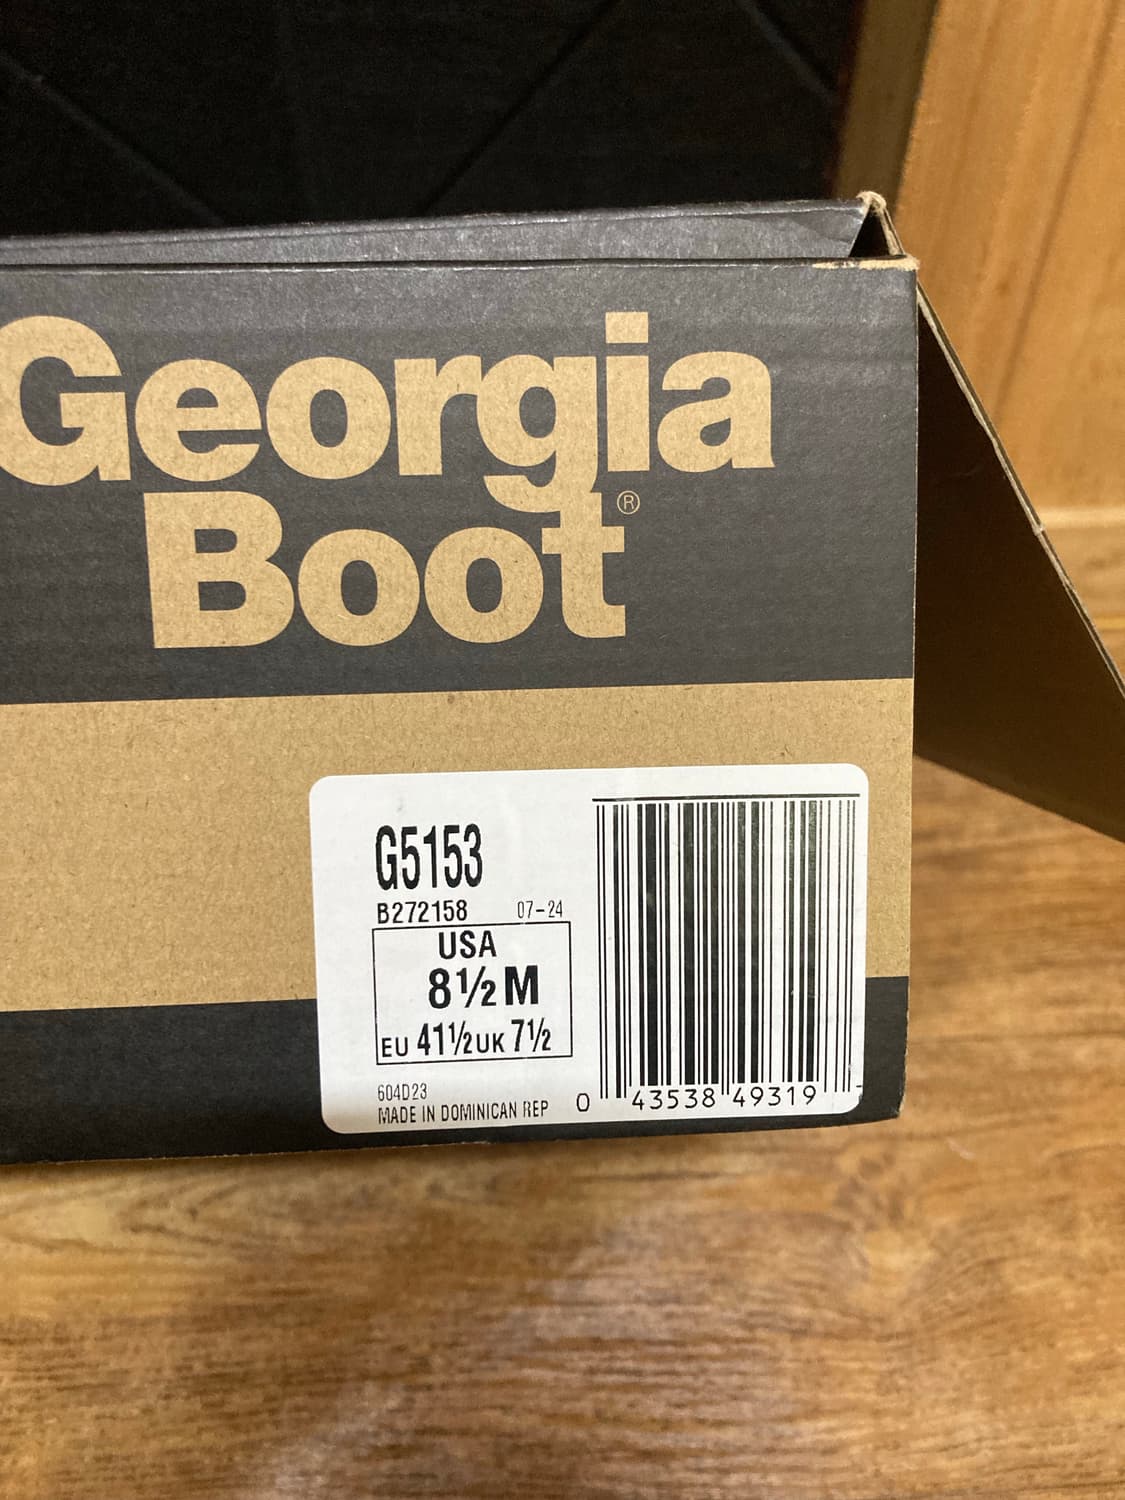 Georgia
Boot®
G5153
B272158 07-24
USA
8½ M
EU 41½ UK 7½
604D23
MADE IN DOMINICAN REP
0 43538 49319